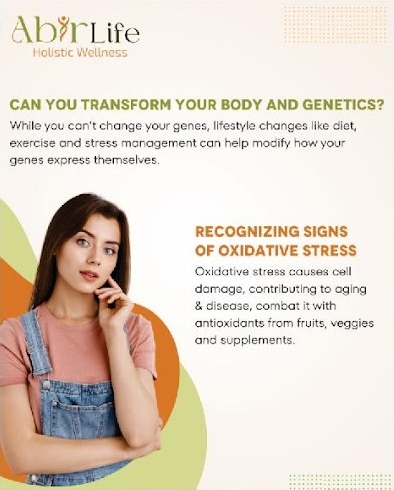 AbirLife
Holistic Wellness
CAN YOU TRANSFORM YOUR BODY AND GENETICS?
While you can't change your genes, lifestyle changes like diet,
exercise and stress management can help modify how your
genes express themselves.
RECOGNIZING SIGNS
OF OXIDATIVE STRESS
Oxidative stress causes cell
damage, contributing to aging
& disease, combat it with
antioxidants from fruits, veggies
and supplements.